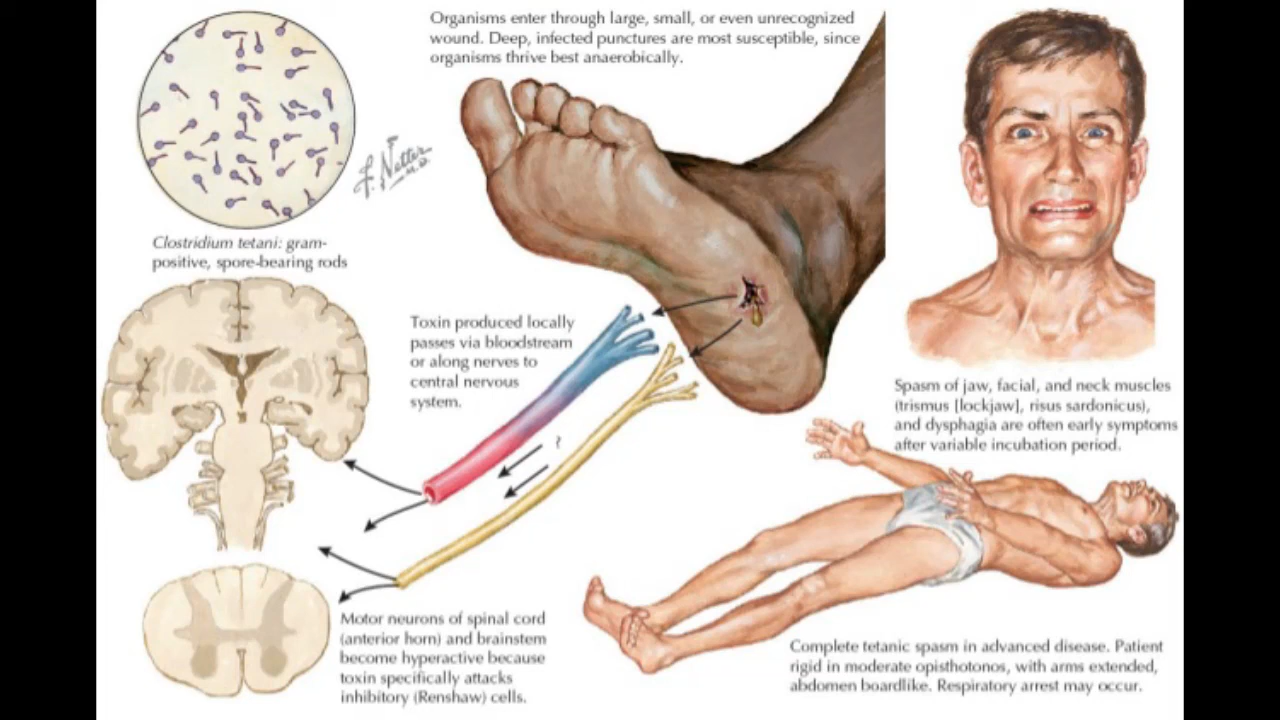 Organisms enter through large, small, or even unrecognized
wound. Deep, infected punctures are most susceptible, since
organisms thrive best anaerobically.
F. Netter
M.D.
Clostridium tetani: gram-
positive, spore-bearing rods
Toxin produced locally
passes via bloodstream
or along nerves to
central nervous
system.
?
Spasm of jaw, facial, and neck muscles
(trismus [lockjaw], risus sardonicus),
and dysphagia are often early symptoms
after variable incubation period.
Motor neurons of spinal cord
(anterior horn) and brainstem
become hyperactive because
toxin specifically attacks
inhibitory (Renshaw) cells.
Complete tetanic spasm in advanced disease. Patient
rigid in moderate opisthotonos, with arms extended,
abdomen boardlike. Respiratory arrest may occur.